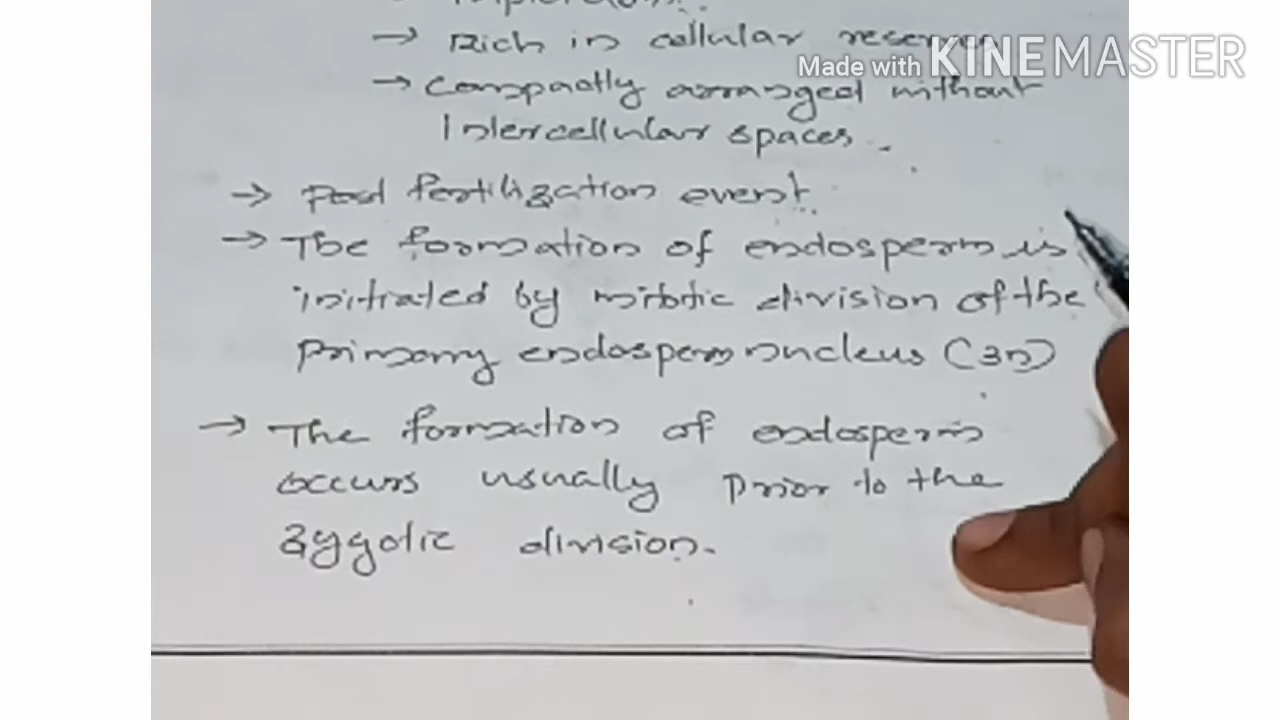 → Rich in cellular
Made with KINEMASTER
→ Compactly arranged without
Intercellular spaces.
→ Post fertilization event.
→ The formation of endosperm is
initiated by mitotic division of the
Primary endosperm nucleus (3n)
→ The formation of endosperm
occurs usually prior to the
zygotic division.